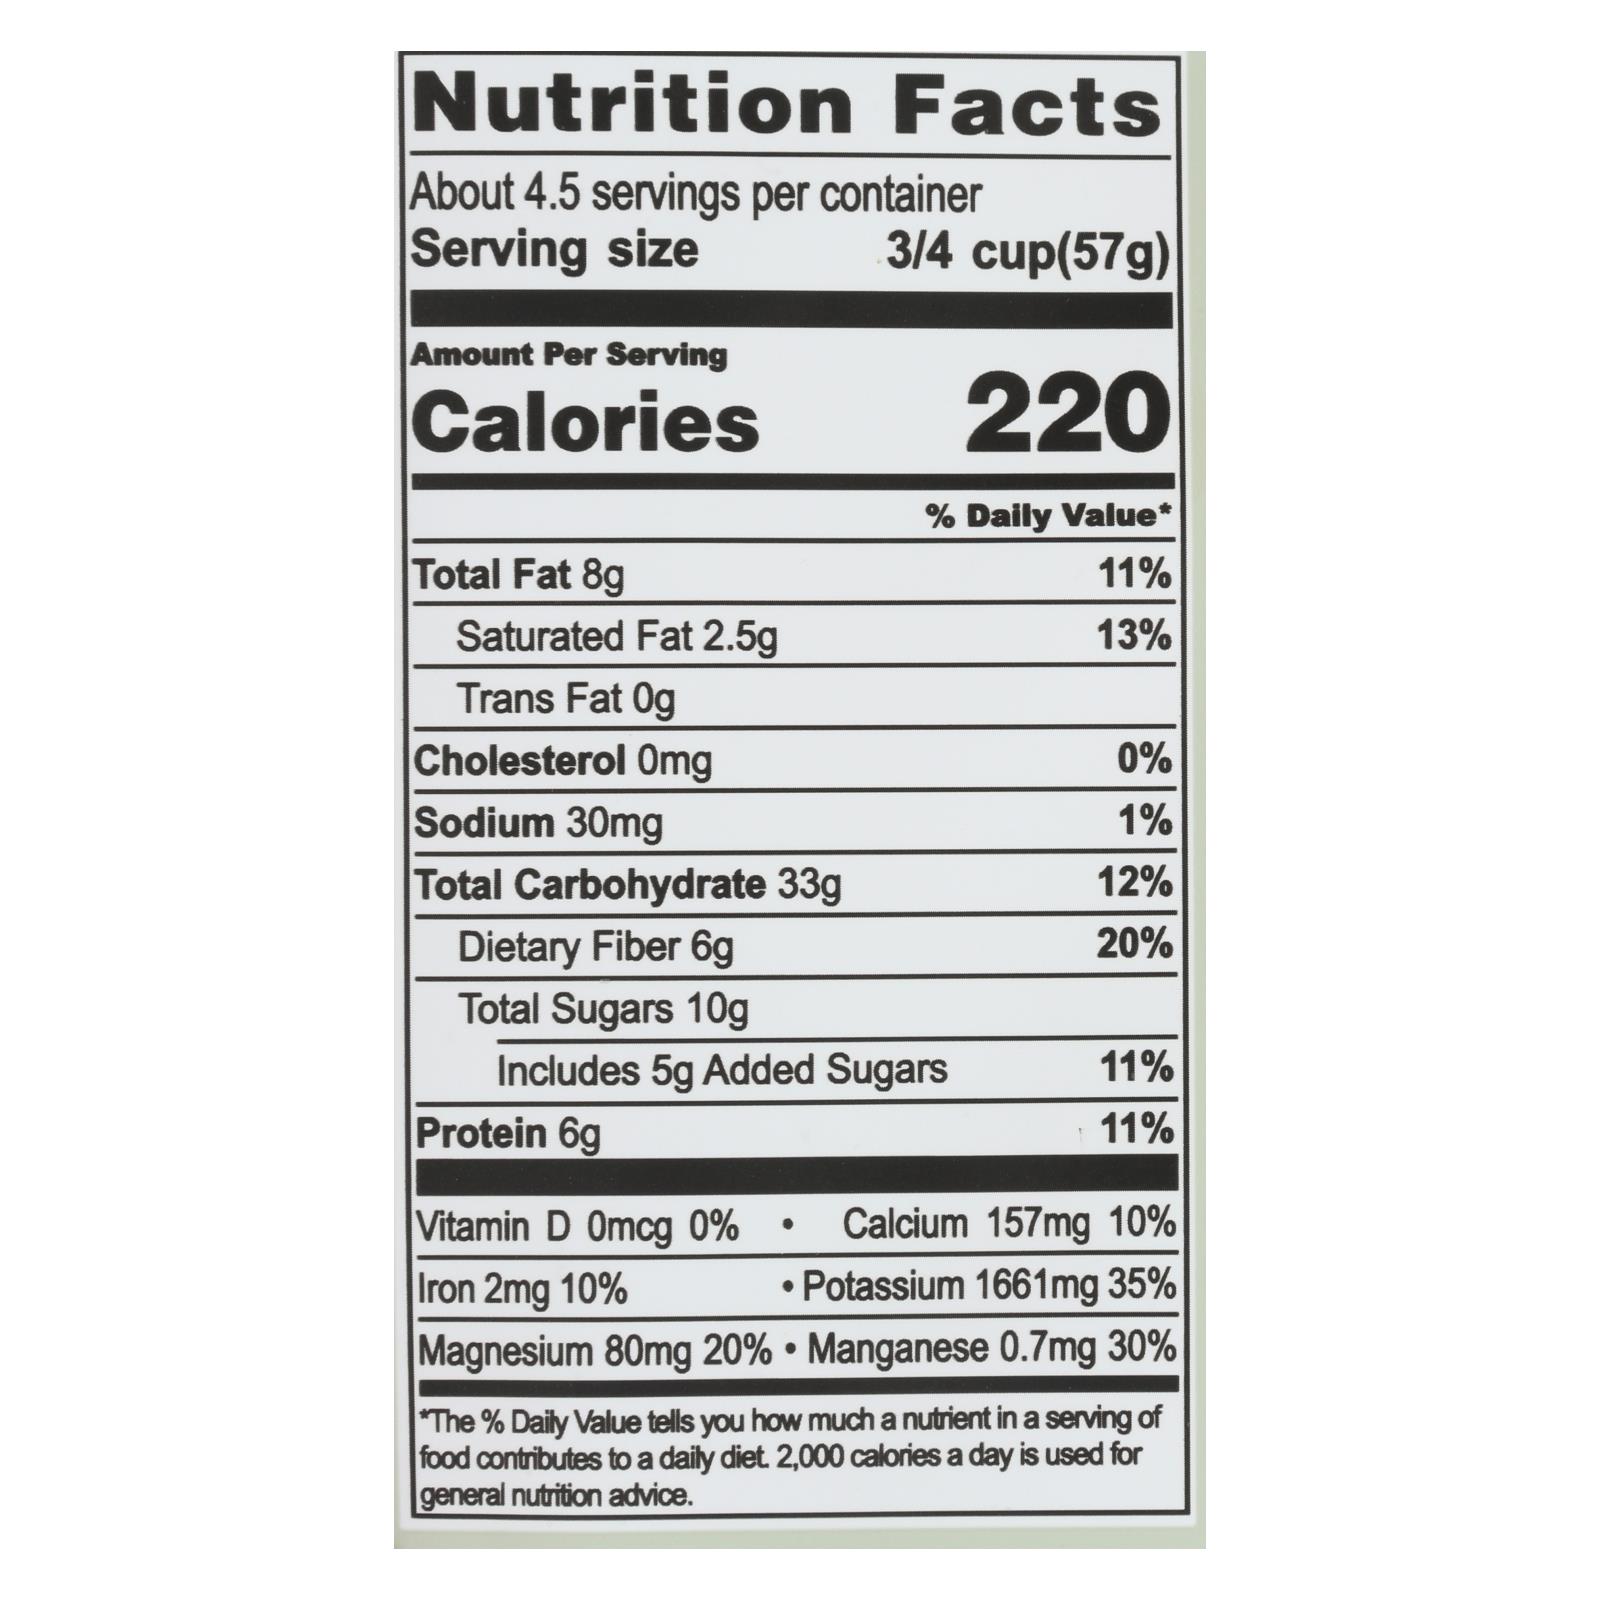 Nutrition Facts
About 4.5 servings per container
Serving size 3/4 cup(57g)
Amount Per Serving
Calories 220
% Daily Value*
Total Fat 8g 11%
Saturated Fat 2.5g 13%
Trans Fat 0g
Cholesterol 0mg 0%
Sodium 30mg 1%
Total Carbohydrate 33g 12%
Dietary Fiber 6g 20%
Total Sugars 10g
Includes 5g Added Sugars 11%
Protein 6g 11%
Vitamin D 0mcg 0% • Calcium 157mg 10%
Iron 2mg 10% • Potassium 1661mg 35%
Magnesium 80mg 20% • Manganese 0.7mg 30%
*The % Daily Value tells you how much a nutrient in a serving of
food contributes to a daily diet. 2,000 calories a day is used for
general nutrition advice.